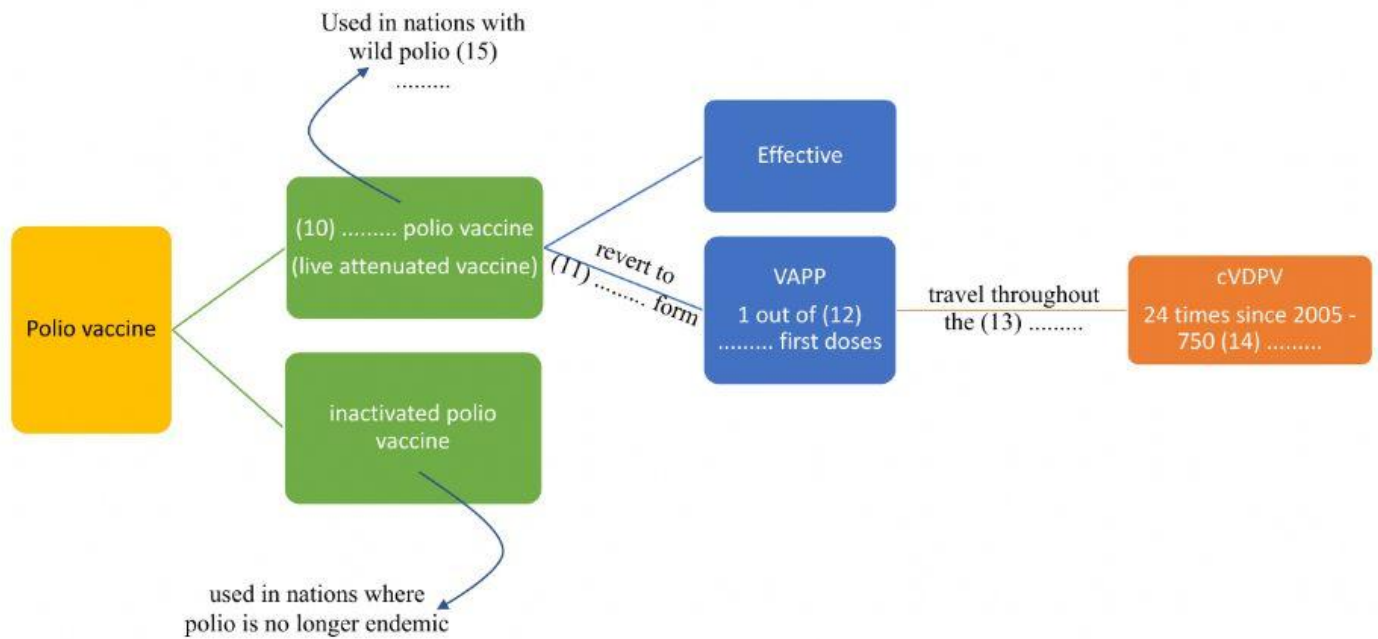 Used in nations with
wild polio (15)
.........
Polio vaccine
(10) ......... polio vaccine
(live attenuated vaccine)
inactivated polio
vaccine
used in nations where
polio is no longer endemic
revert to
(11) ......... form
Effective
VAPP
1 out of (12)
......... first doses
travel throughout
the (13) .........
cVDPV
24 times since 2005 -
750 (14) .........